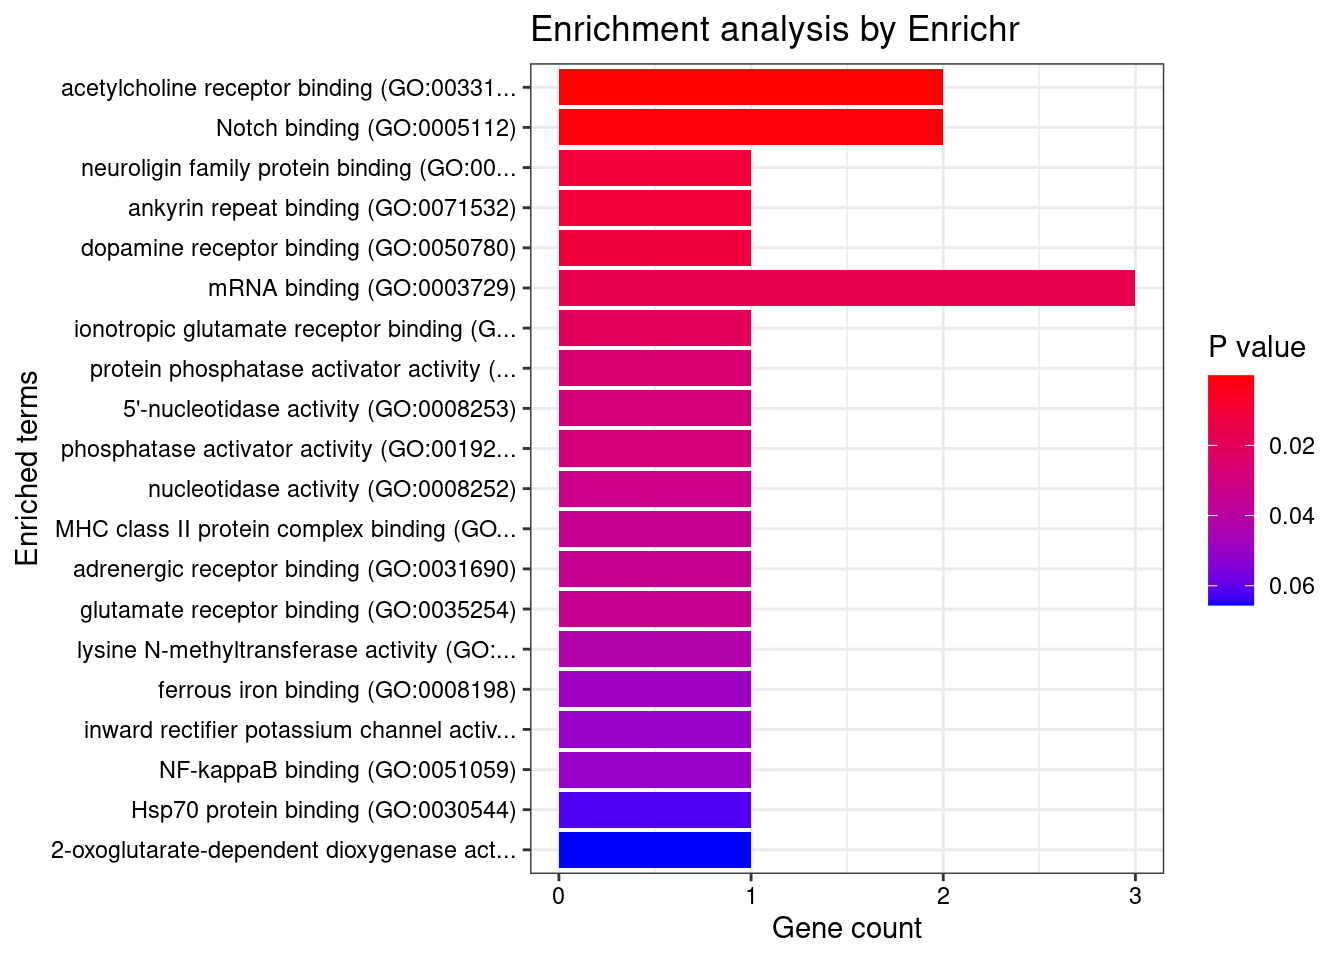 Enrichment analysis by Enrichr
acetylcholine receptor binding (GO:00331...
Notch binding (GO:0005112)
neuroligin family protein binding (GO:00...
ankyrin repeat binding (GO:0071532)
dopamine receptor binding (GO:0050780)
mRNA binding (GO:0003729)
ionotropic glutamate receptor binding (G...
protein phosphatase activator activity (...
5'-nucleotidase activity (GO:0008253)
phosphatase activator activity (GO:00192...
nucleotidase activity (GO:0008252)
MHC class II protein complex binding (GO...
adrenergic receptor binding (GO:0031690)
glutamate receptor binding (GO:0035254)
lysine N-methyltransferase activity (GO:...
ferrous iron binding (GO:0008198)
inward rectifier potassium channel activ...
NF-kappaB binding (GO:0051059)
Hsp70 protein binding (GO:0030544)
2-oxoglutarate-dependent dioxygenase act...
Enriched terms
0 1 2 3
Gene count
P value
0.02
0.04
0.06